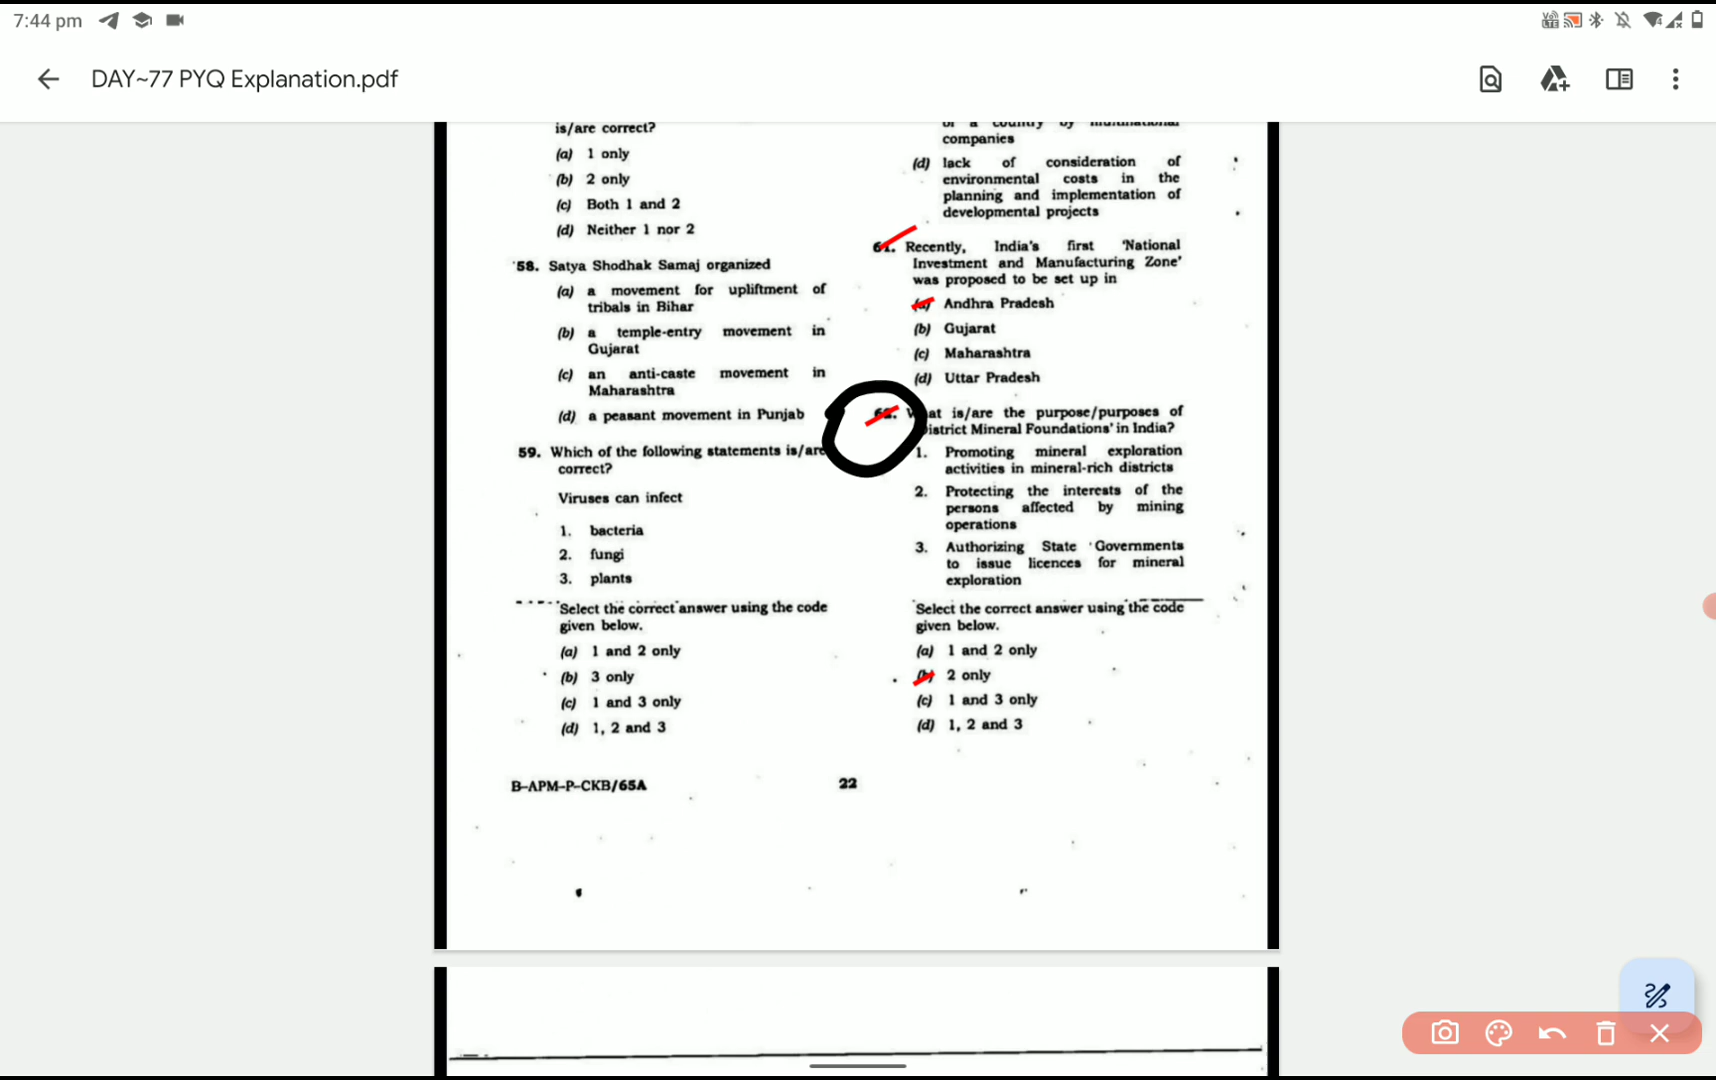 7:44 pm
DAY~77 PYQ Explanation.pdf
is/are correct?
(a) 1 only
(b) 2 only
(c) Both 1 and 2
(d) Neither 1 nor 2
58. Satya Shodhak Samaj organized
(a) a movement for upliftment of
tribals in Bihar
(b) a temple-entry movement in
Gujarat
(c) an anti-caste movement in
Maharashtra
(d) a peasant movement in Punjab
59. Which of the following statements is/are
correct?
Viruses can infect
1. bacteria
2. fungi
3. plants
Select the correct answer using the code
given below.
(a) 1 and 2 only
(b) 3 only
(c) 1 and 3 only
(d) 1, 2 and 3
of a country by multinational
companies
(d) lack of consideration of
environmental costs in the
planning and implementation of
developmental projects
61. Recently, India's first 'National
Investment and Manufacturing Zone'
was proposed to be set up in
(a) Andhra Pradesh
(b) Gujarat
(c) Maharashtra
(d) Uttar Pradesh
62. What is/are the purpose/purposes of
District Mineral Foundations' in India?
1. Promoting mineral exploration
activities in mineral-rich districts
2. Protecting the interests of the
persons affected by mining
operations
3. Authorizing State Governments
to issue licences for mineral
exploration
Select the correct answer using the code
given below.
(a) 1 and 2 only
(b) 2 only
(c) 1 and 3 only
(d) 1, 2 and 3
B-APM-P-CKB/65A
22